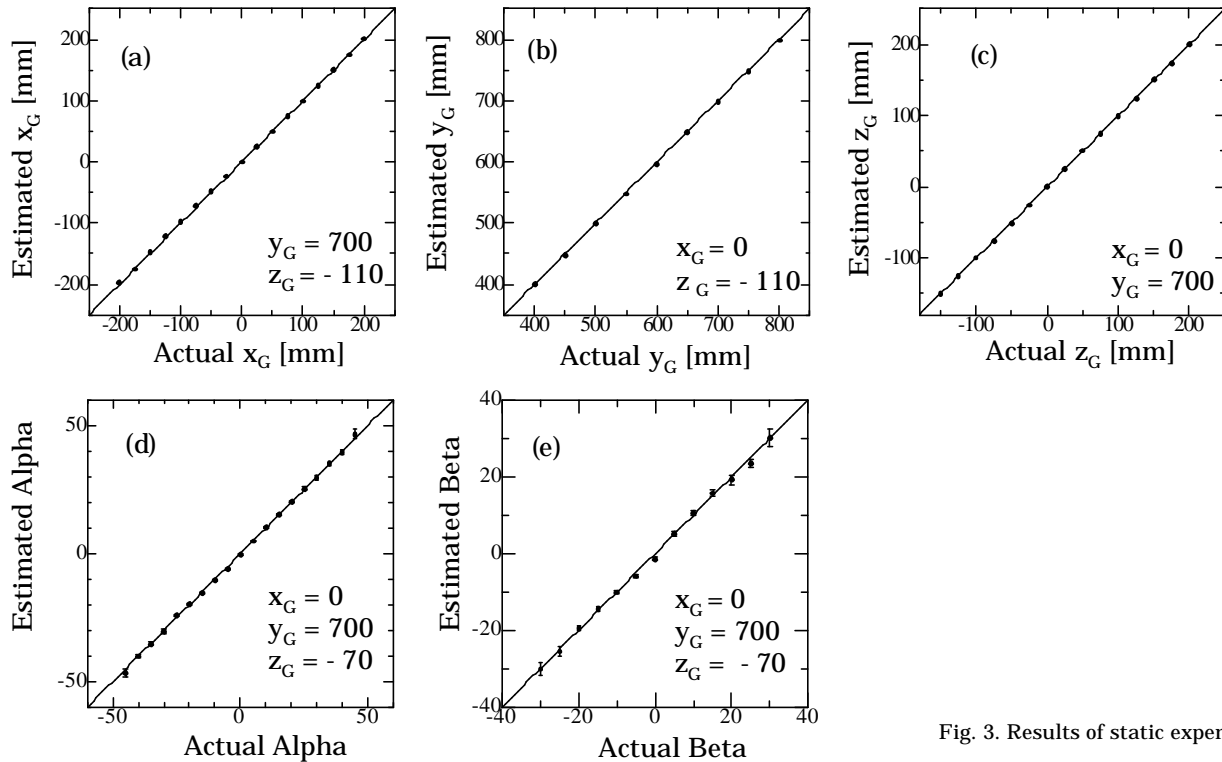 (a)
Estimated x_G [mm]
200
100
0
-100
-200
y_G = 700
z_G = - 110
-200 -100 0 100 200
Actual x_G [mm]
(b)
Estimated y_G [mm]
800
700
600
500
400
x_G = 0
z_G = - 110
400 500 600 700 800
Actual y_G [mm]
(c)
Estimated z_G [mm]
200
100
0
-100
x_G = 0
y_G = 700
-100 0 100 200
Actual z_G [mm]
(d)
Estimated Alpha
50
0
-50
x_G = 0
y_G = 700
z_G = - 70
-50 0 50
Actual Alpha
(e)
Estimated Beta
40
20
0
-20
-40
x_G = 0
y_G = 700
z_G = - 70
-40 -20 0 20 40
Actual Beta
Fig. 3. Results of static exper